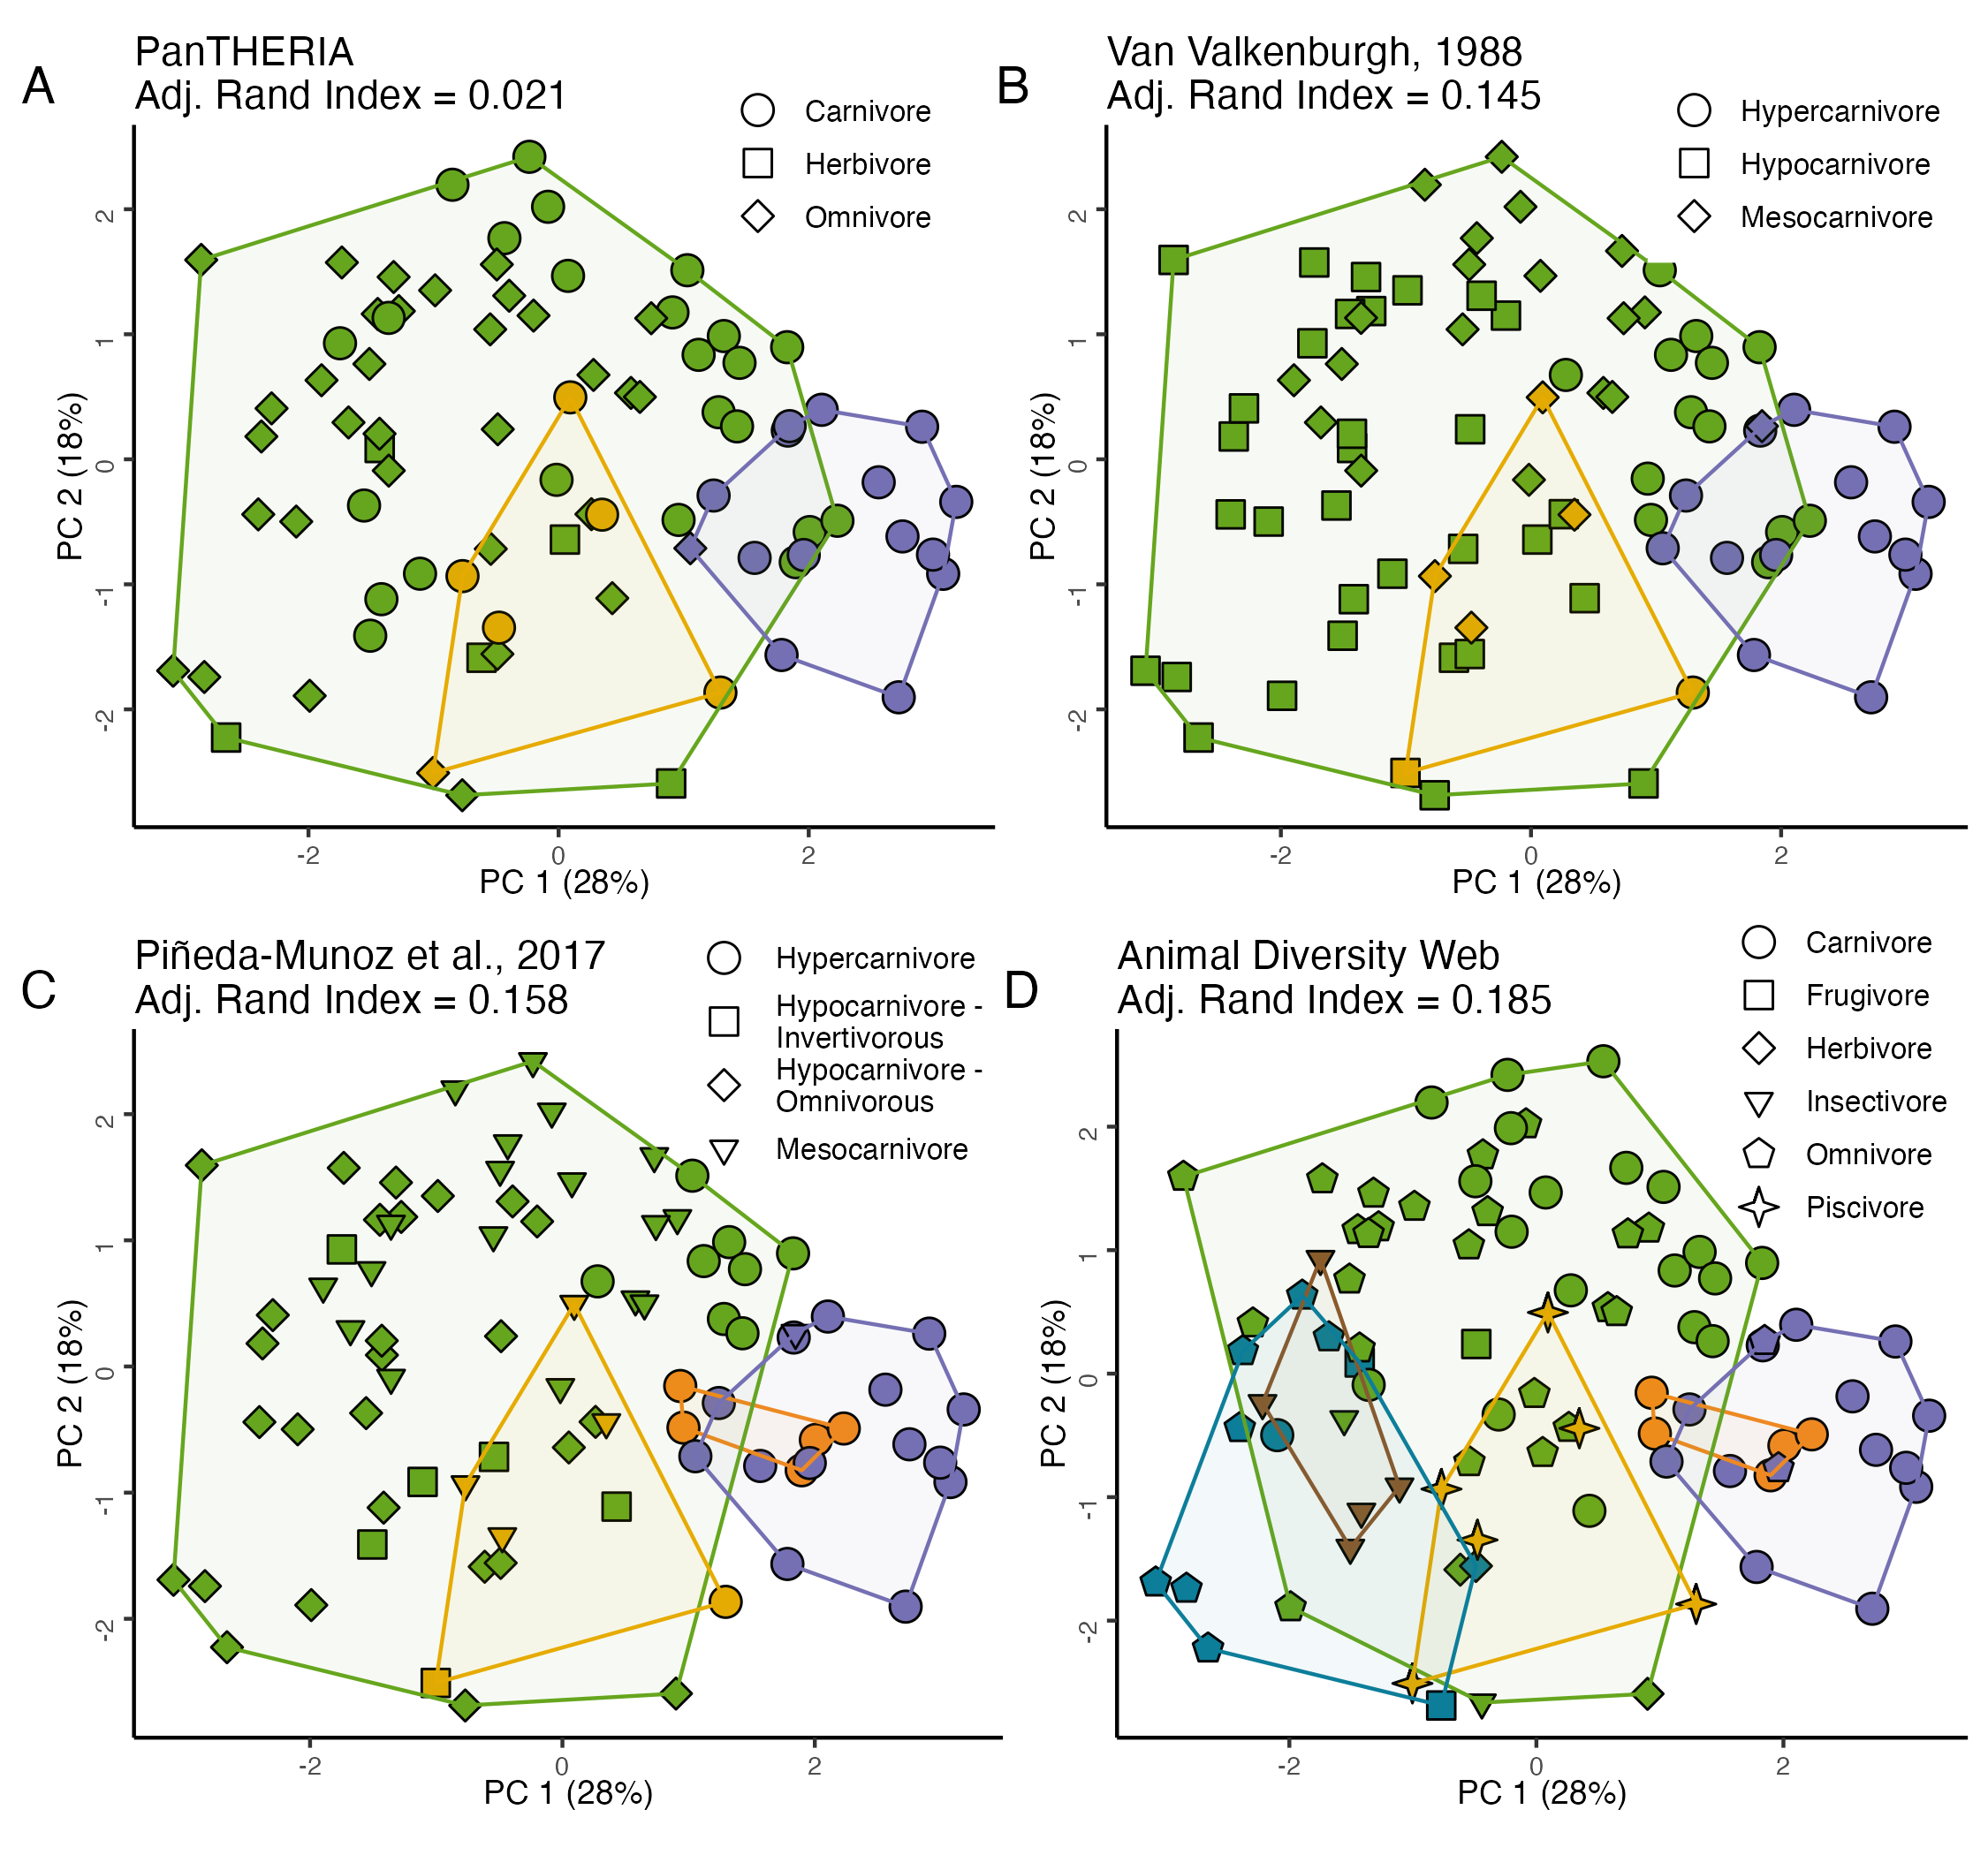 A
PanTHERIA
Adj. Rand Index = 0.021
Carnivore
Herbivore
Omnivore
2
1
0
-1
-2
PC 2 (18%)
-2
0
2
PC 1 (28%)
B
Van Valkenburgh, 1988
Adj. Rand Index = 0.145
Hypercarnivore
Hypocarnivore
Mesocarnivore
2
1
0
-1
-2
PC 2 (18%)
-2
0
2
PC 1 (28%)
C
Piñeda-Munoz et al., 2017
Adj. Rand Index = 0.158
Hypercarnivore
Hypocarnivore -
Invertivorous
Hypocarnivore -
Omnivorous
Mesocarnivore
2
1
0
-1
-2
PC 2 (18%)
-2
0
2
PC 1 (28%)
D
Animal Diversity Web
Adj. Rand Index = 0.185
Carnivore
Frugivore
Herbivore
Insectivore
Omnivore
Piscivore
2
1
0
-1
-2
PC 2 (18%)
-2
0
2
PC 1 (28%)